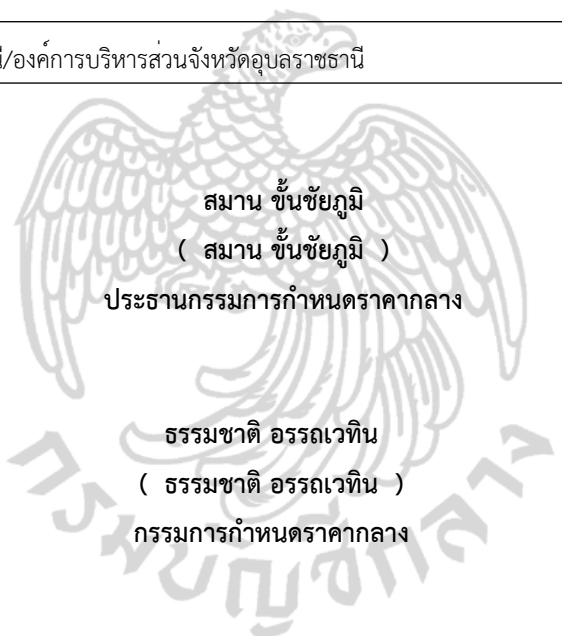 /องค์การบริหารส่วนจังหวัดอุบลราชธานี
สมาน ขั้นชัยภูมิ
( สมาน ขั้นชัยภูมิ )
ประธานกรรมการกำหนดราคากลาง
ธรรมชาติ อรรถเวทิน
( ธรรมชาติ อรรถเวทิน )
กรรมการกำหนดราคากลาง
กรมบัญชีกลาง